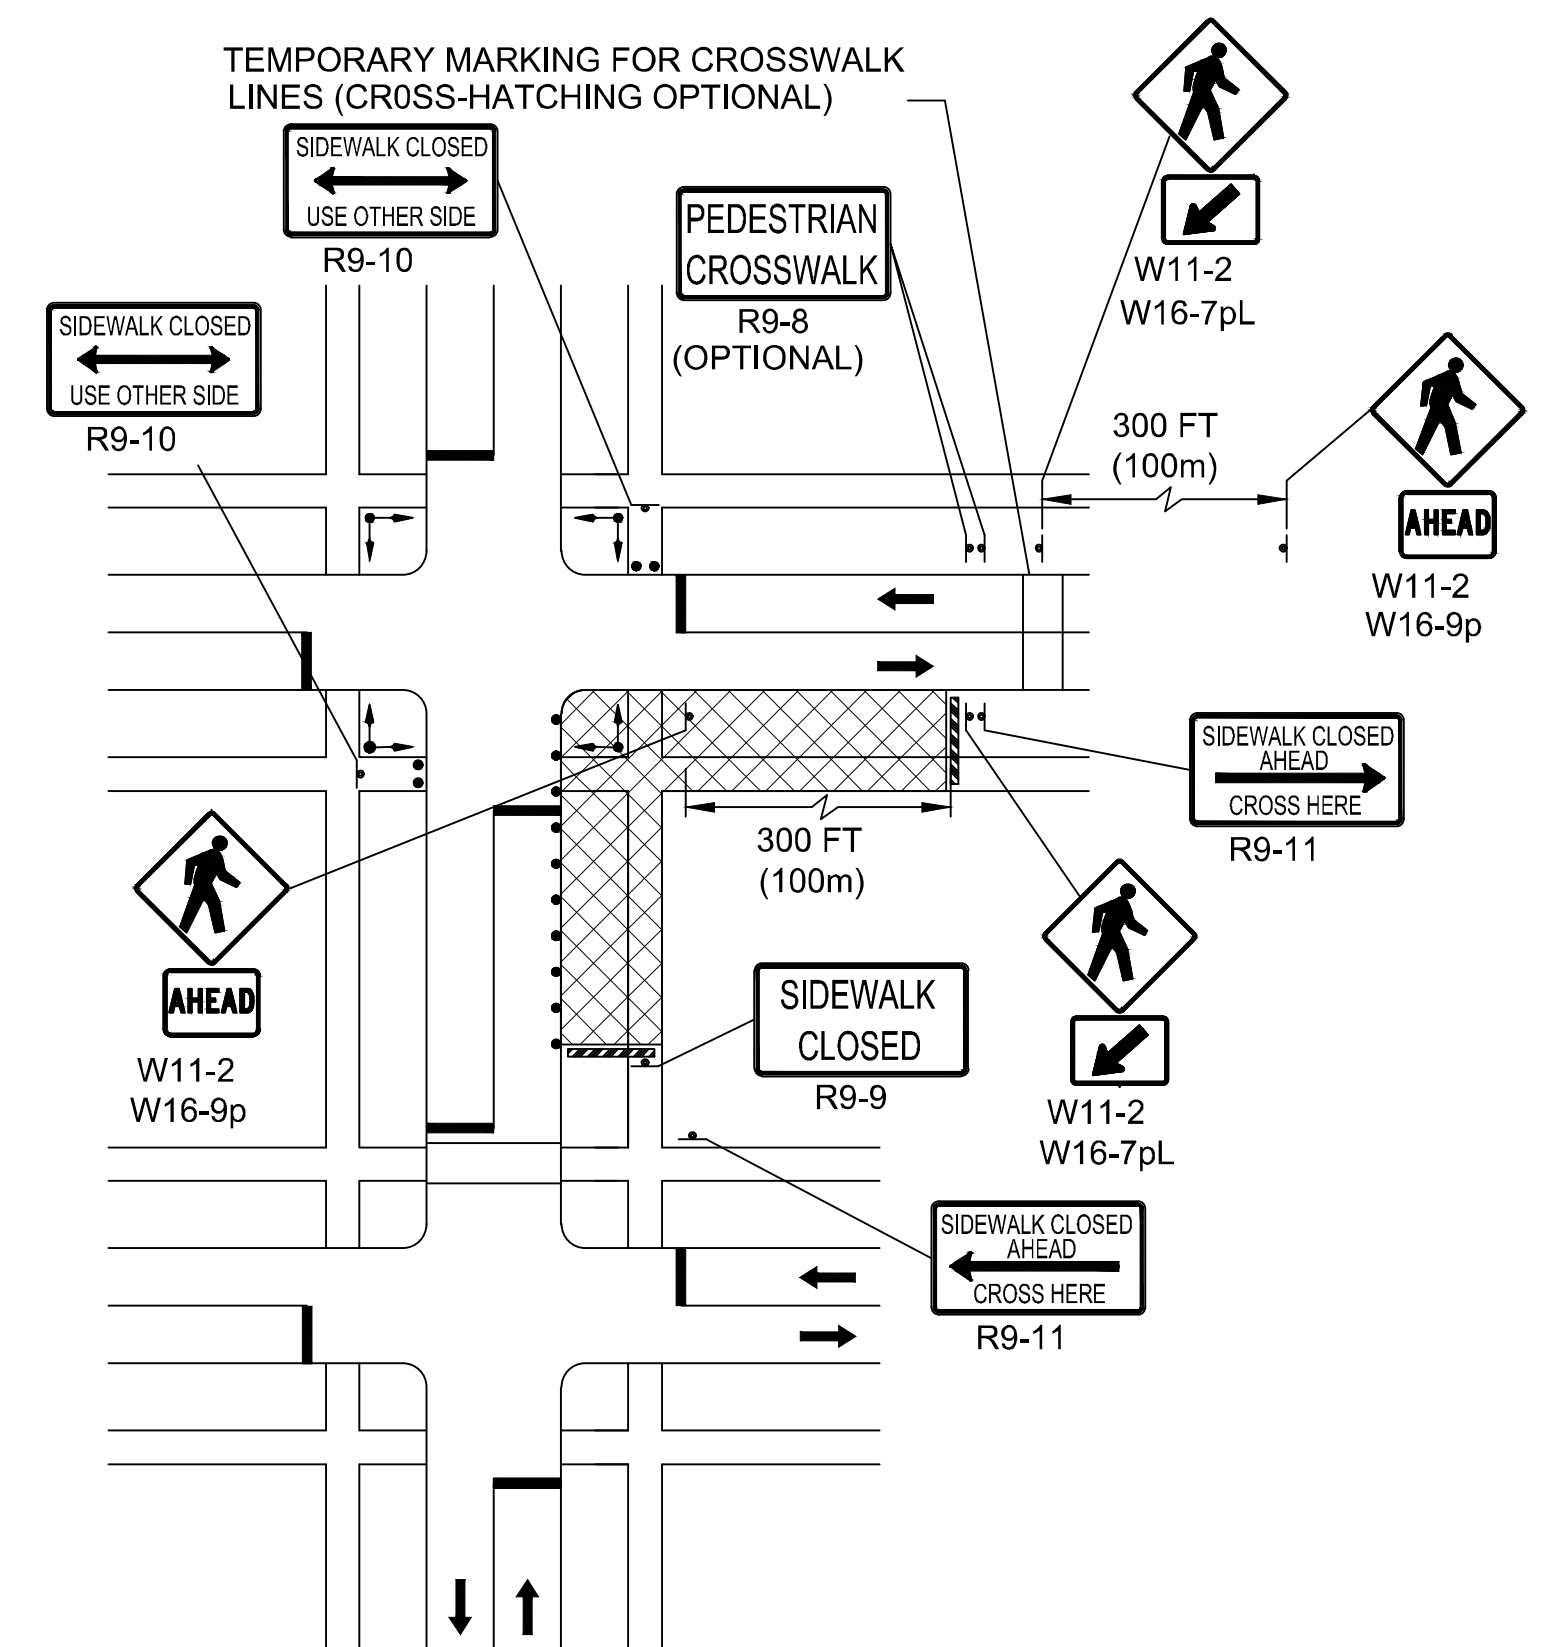 TEMPORARY MARKING FOR CROSSWALK
LINES (CR0SS-HATCHING OPTIONAL)
SIDEWALK CLOSED
USE OTHER SIDE
R9-10
PEDESTRIAN
CROSSWALK
R9-8
(OPTIONAL)
W11-2
W16-7pL
SIDEWALK CLOSED
USE OTHER SIDE
R9-10
300 FT
(100m)
AHEAD
W11-2
W16-9p
SIDEWALK CLOSED
AHEAD
CROSS HERE
R9-11
300 FT
(100m)
AHEAD
W11-2
W16-9p
SIDEWALK
CLOSED
R9-9
W11-2
W16-7pL
SIDEWALK CLOSED
AHEAD
CROSS HERE
R9-11